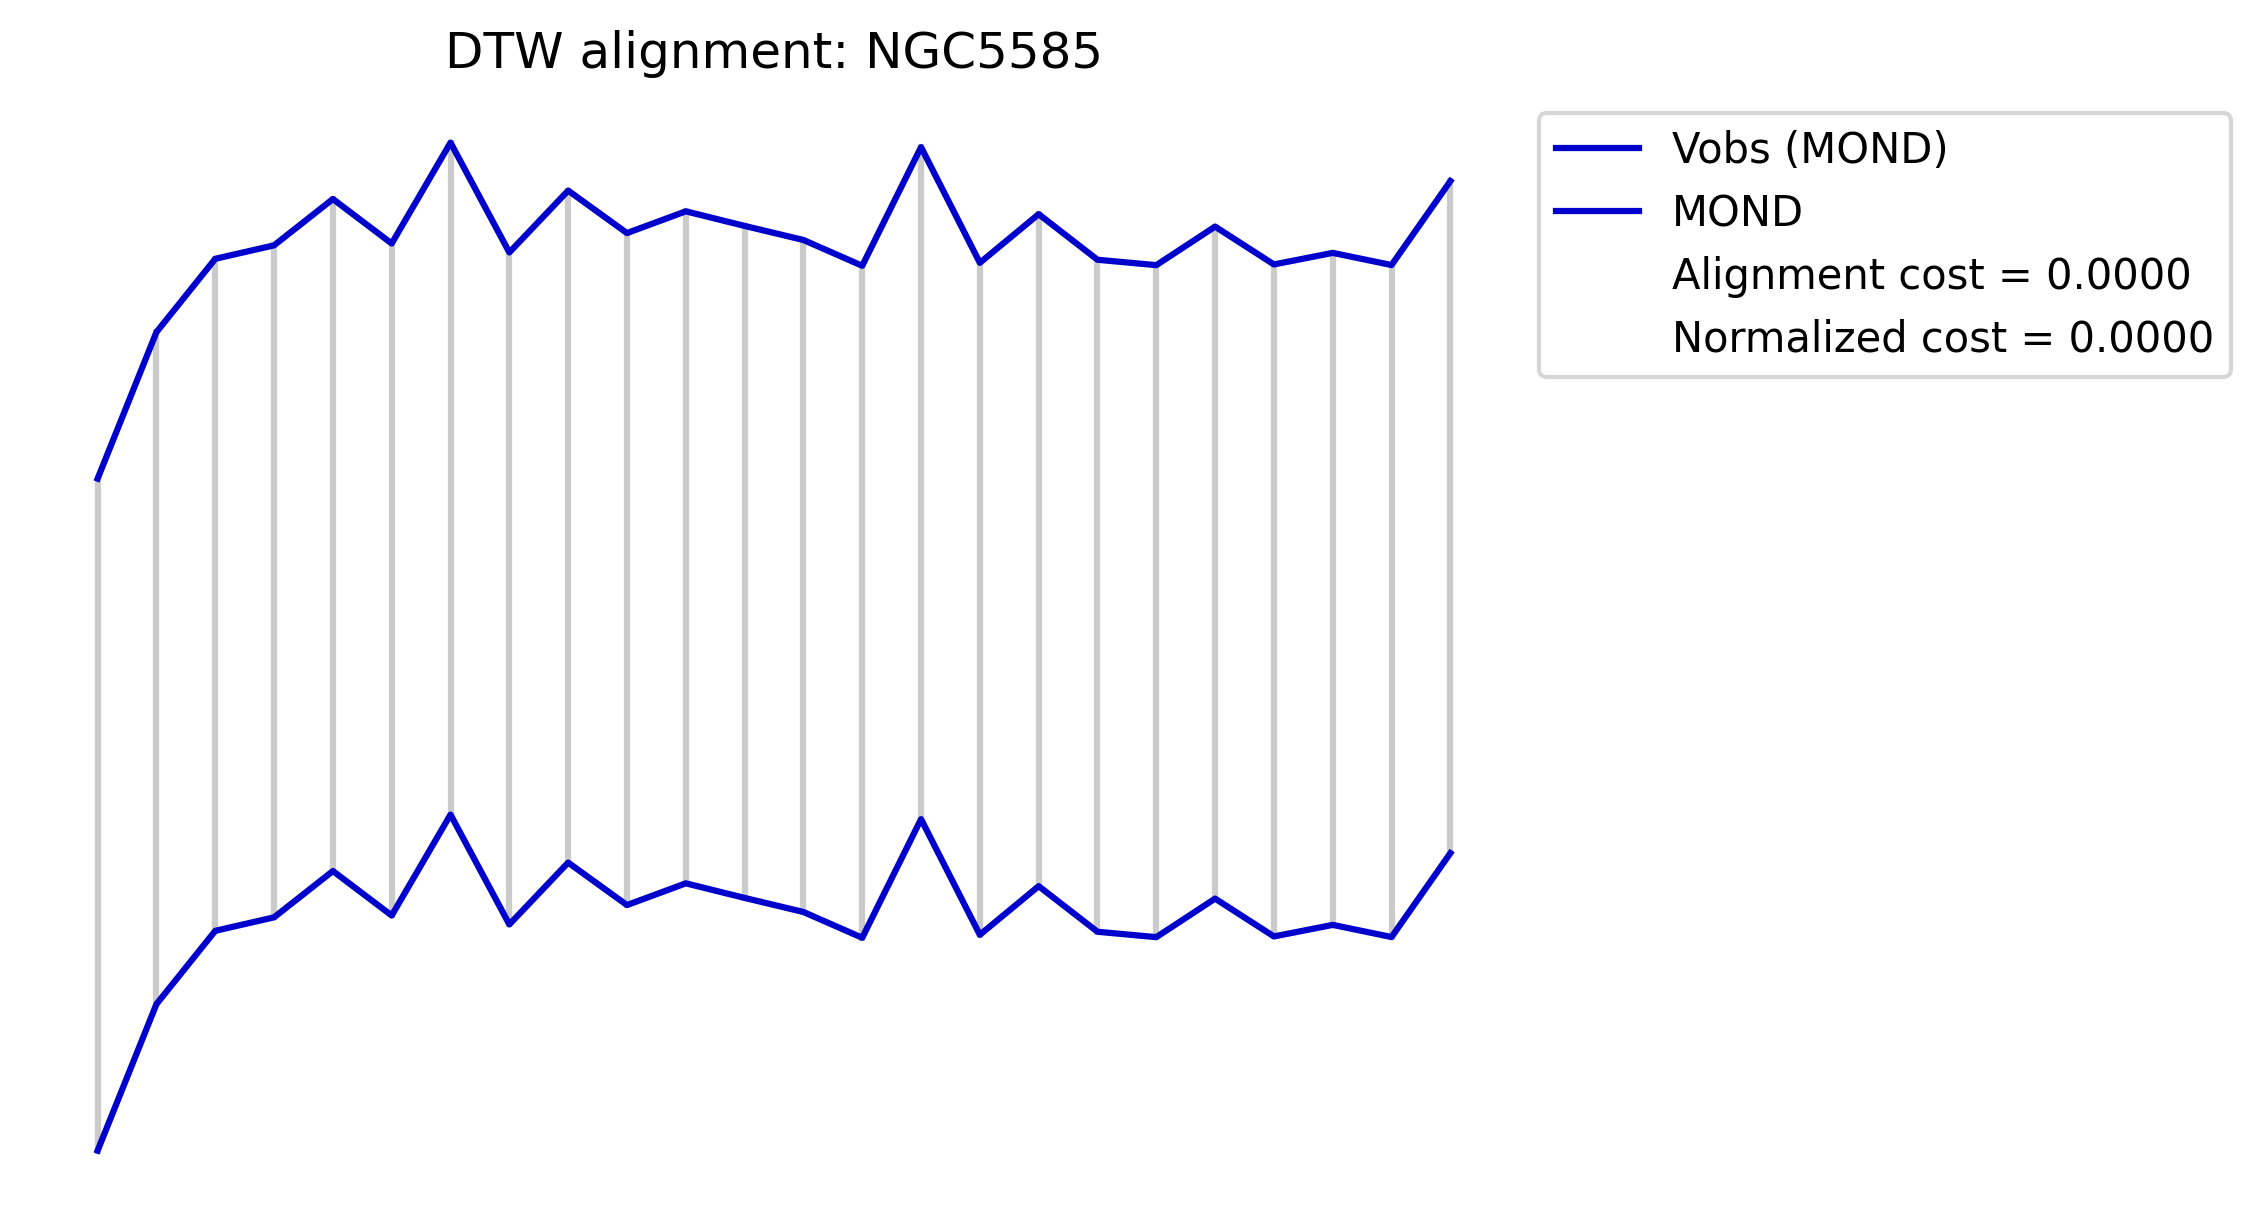 DTW alignment: NGC5585
Vobs (MOND)
MOND
Alignment cost = 0.0000
Normalized cost = 0.0000